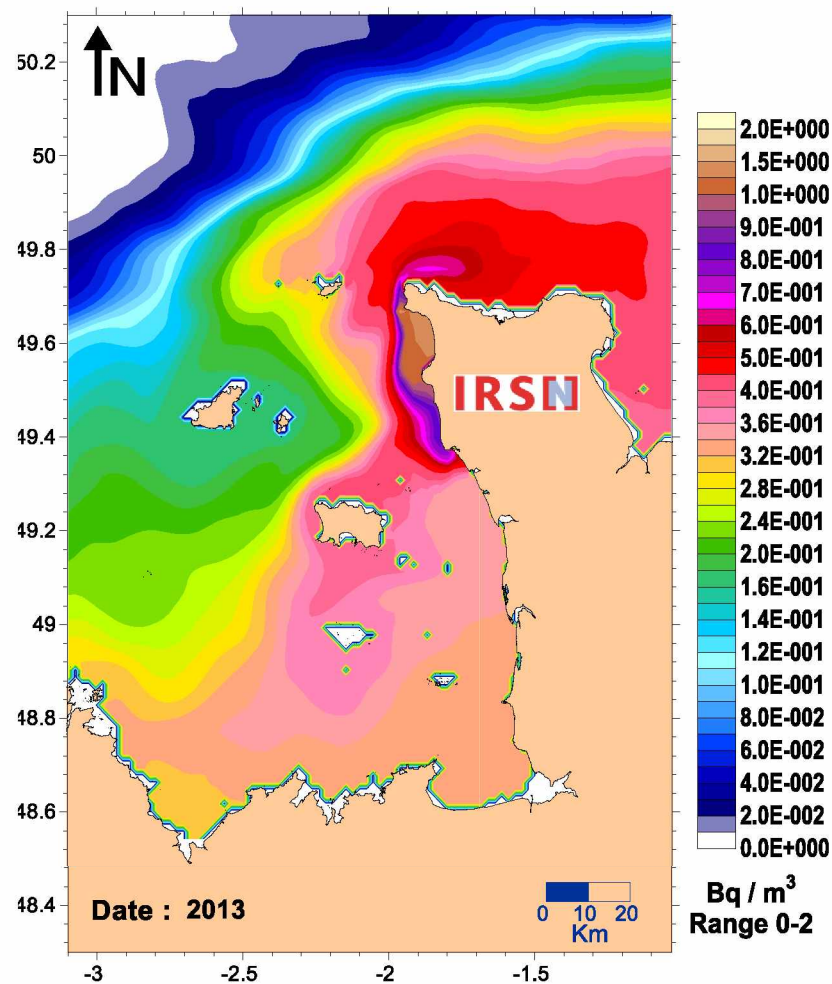 N
50.2
50
49.8
49.6
49.4
49.2
49
48.8
48.6
48.4
-3
-2.5
-2
-1.5
IRSN
Date : 2013
0 10 20
Km
2.0E+000
1.5E+000
1.0E+000
9.0E-001
8.0E-001
7.0E-001
6.0E-001
5.0E-001
4.0E-001
3.6E-001
3.2E-001
2.8E-001
2.4E-001
2.0E-001
1.6E-001
1.2E-001
1.0E-001
8.0E-002
6.0E-002
4.0E-002
2.0E-002
0.0E+000
Bq / m³
Range 0-2